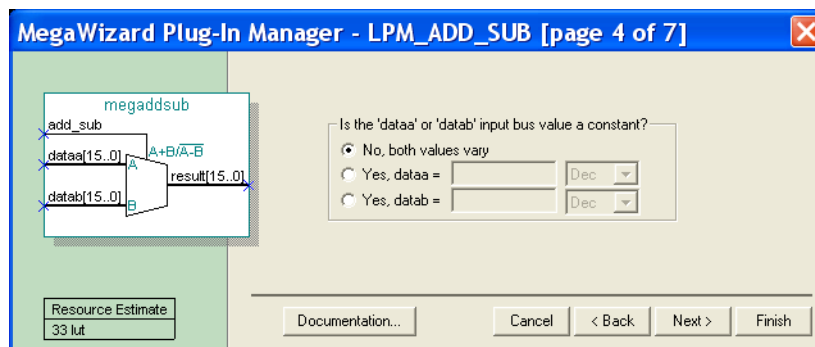 MegaWizard Plug-In Manager - LPM_ADD_SUB [page 4 of 7]
megaddsub
add_sub
A+B/A-B
dataa[15..0]
A
result[15..0]
datab[15..0]
B
Is the 'dataa' or 'datab' input bus value a constant?
No, both values vary
Yes, dataa = Dec
Yes, datab = Dec
Resource Estimate
33 lut
Documentation... Cancel < Back Next > Finish